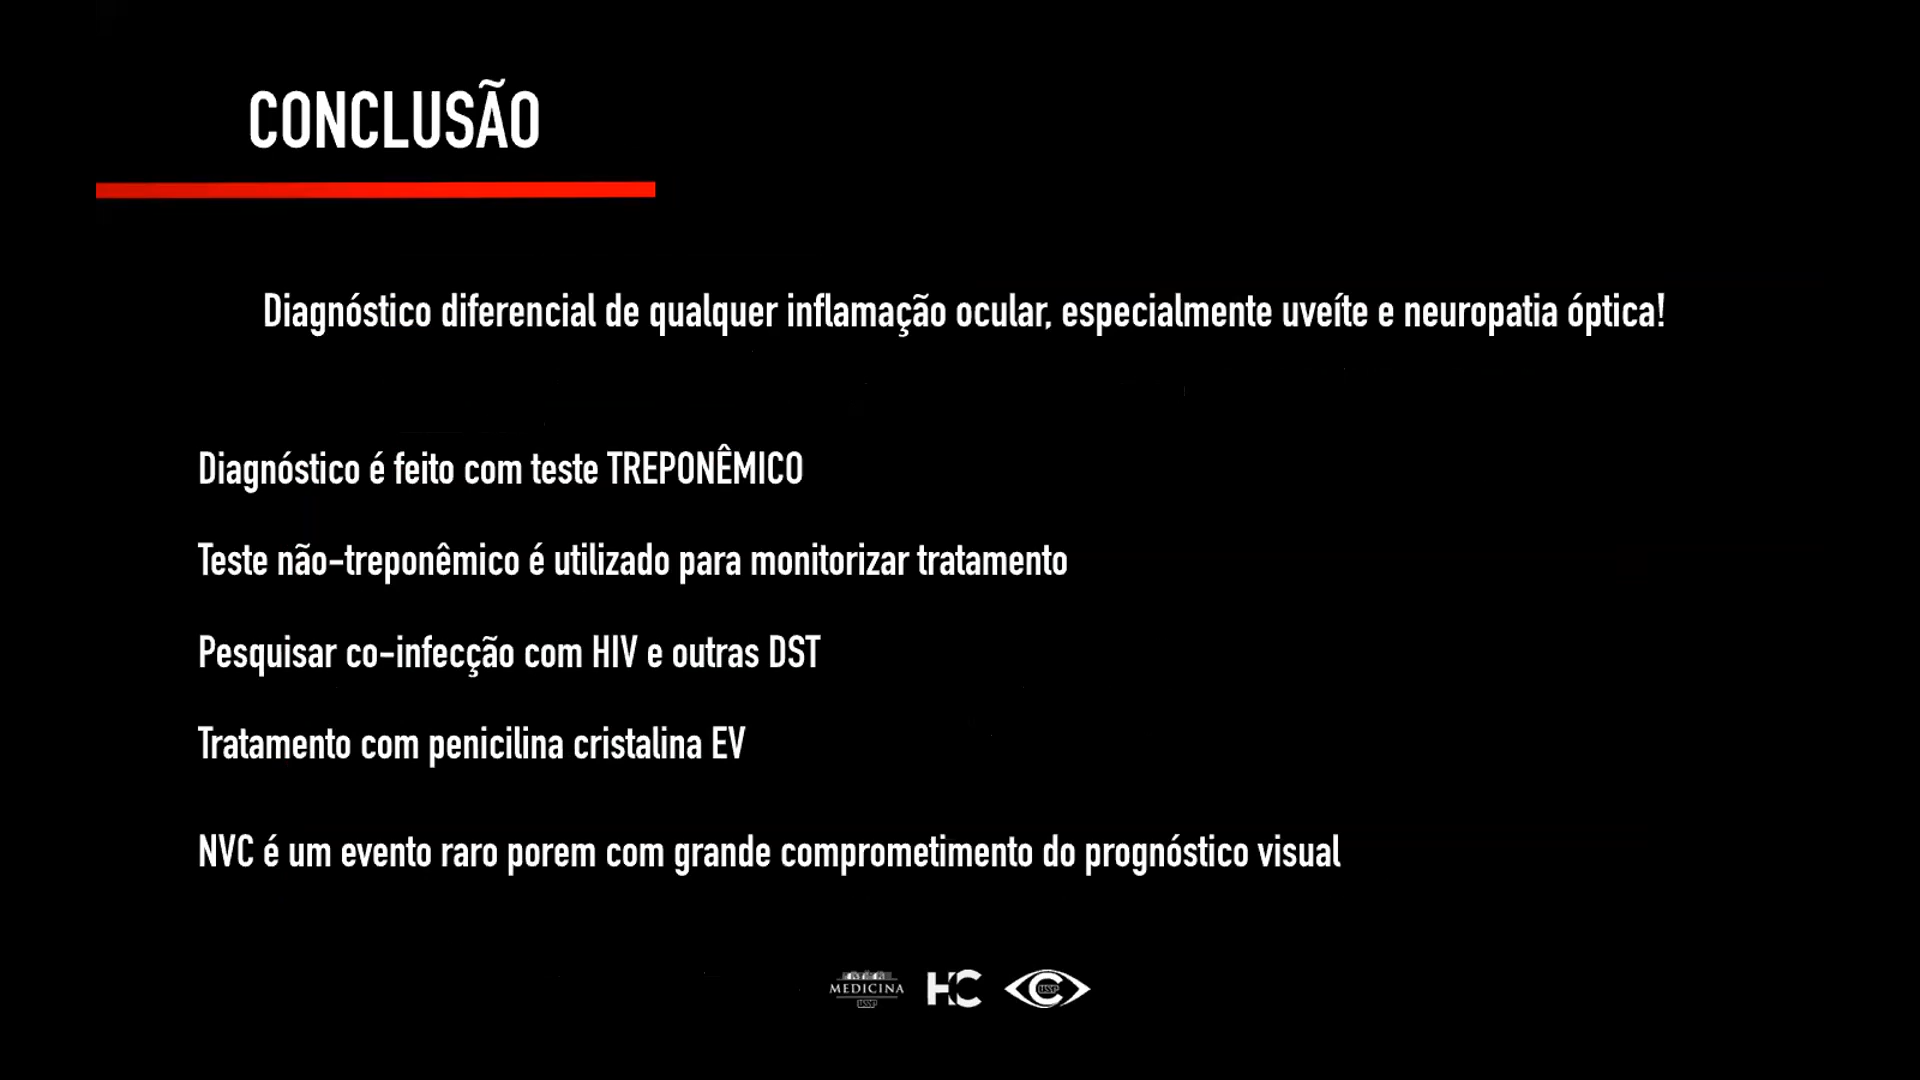 CONCLUSÃO
Diagnóstico diferencial de qualquer inflamação ocular, especialmente uveíte e neuropatia óptica!
Diagnóstico é feito com teste TREPONÊMICO
Teste não-treponêmico é utilizado para monitorizar tratamento
Pesquisar co-infecção com HIV e outras DST
Tratamento com penicilina cristalina EV
NVC é um evento raro porem com grande comprometimento do prognóstico visual
MEDICINA
HC